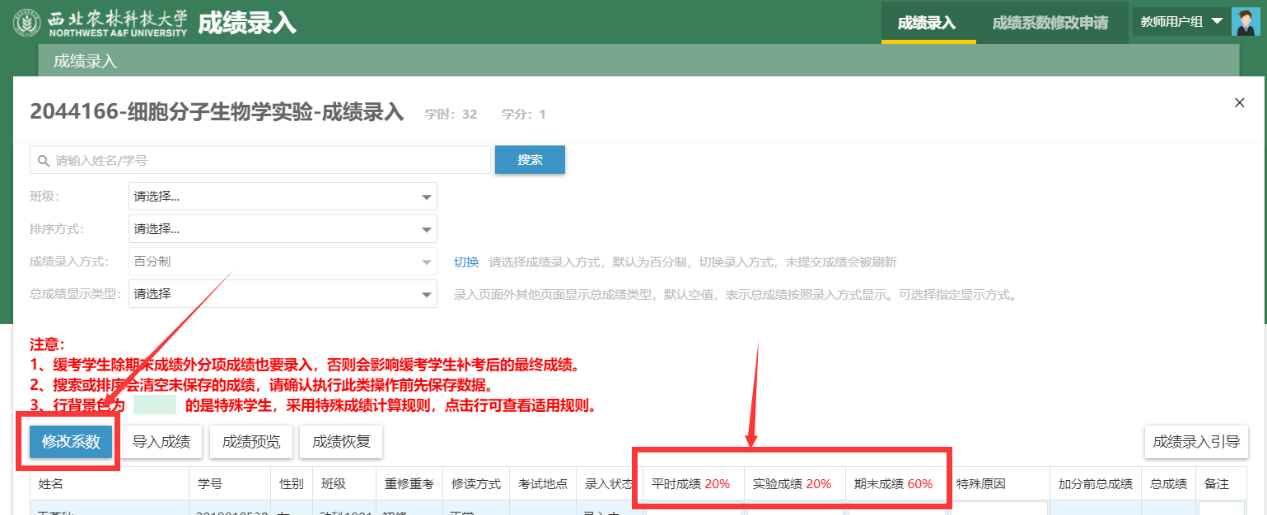 西北农林科技大学 成绩录入 成绩录入 成绩系数修改申请 教师用户组
NORTHWEST A&F UNIVERSITY
成绩录入
2044166-细胞分子生物学实验-成绩录入 学时：32 学分：1
请输入姓名/学号 搜索
班级： 请选择...
排序方式： 请选择...
成绩录入方式： 百分制 切换 请选择成绩录入方式，默认为百分制，切换录入方式，未提交成绩会被刷新
总成绩显示类型： 请选择 录入页面外其他页面显示总成绩类型，默认空值，表示总成绩按照录入方式显示。可选择指定显示方式。
注意：
1、缓考学生除期末成绩外分项成绩也要录入，否则会影响缓考学生补考后的最终成绩。
2、搜索或排序会清空未保存的成绩，请确认执行此类操作前先保存数据。
3、行背景色为 的是特殊学生，采用特殊成绩计算规则，点击行可查看适用规则。
修改系数 导入成绩 成绩预览 成绩恢复 成绩录入引导
姓名 学号 性别 班级 重修重考 修读方式 考试地点 录入状态 平时成绩 20% 实验成绩 20% 期末成绩 60% 特殊原因 加分前总成绩 总成绩 备注